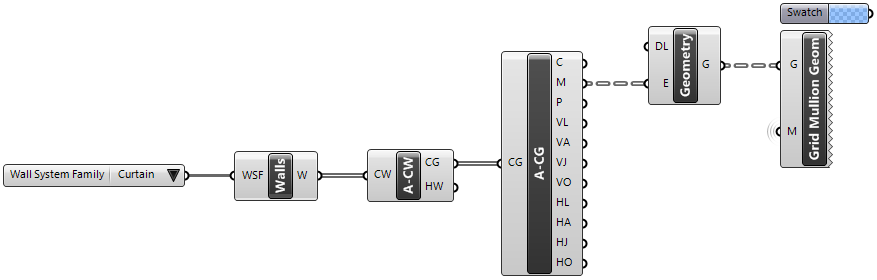 Wall System Family Curtain
WSF Walls W
CW A-CW CG HW
CG A-CG C M P VL VA VJ VO HL HA HJ HO
DL E Geometry G
Swatch
G M Grid Mullion Geom